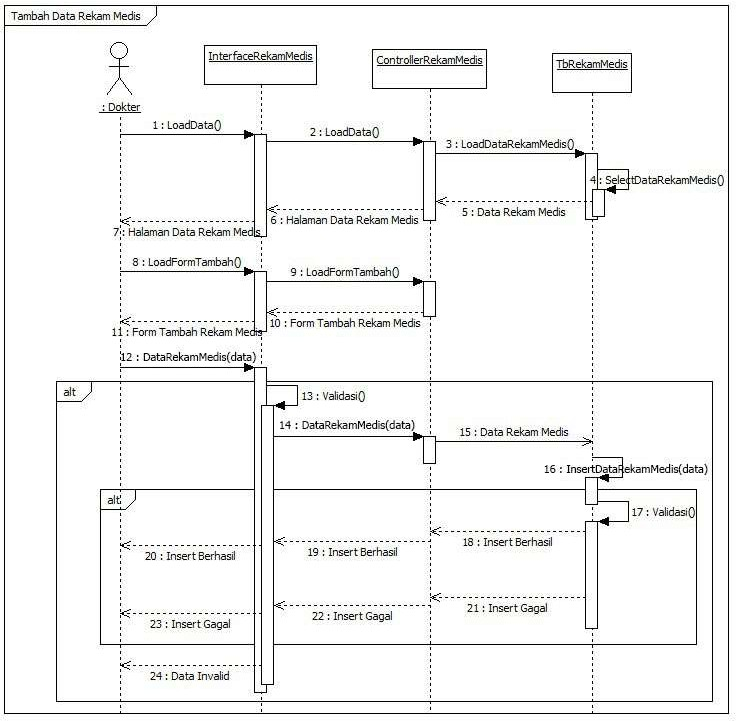 Tambah Data Rekam Medis
InterfaceRekamMedis
ControllerRekamMedis
TbRekamMedis
: Dokter
1 : LoadData()
2 : LoadData()
3 : LoadDataRekamMedis()
4 : SelectDataRekamMedis()
5 : Data Rekam Medis
6 : Halaman Data Rekam Medis
7 : Halaman Data Rekam Medis
8 : LoadFormTambah()
9 : LoadFormTambah()
10 : Form Tambah Rekam Medis
11 : Form Tambah Rekam Medis
12 : DataRekamMedis(data)
alt
13 : Validasi()
14 : DataRekamMedis(data)
15 : Data Rekam Medis
16 : InsertDataRekamMedis(data)
alt
17 : Validasi()
18 : Insert Berhasil
19 : Insert Berhasil
20 : Insert Berhasil
21 : Insert Gagal
22 : Insert Gagal
23 : Insert Gagal
24 : Data Invalid